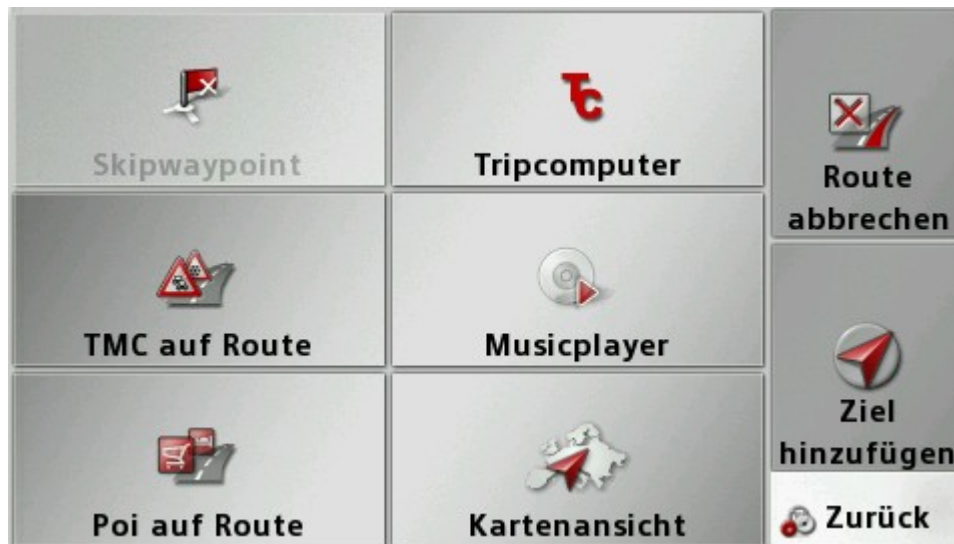 Skipwaypoint
Tripcomputer
Route
abbrechen
TMC auf Route
Musicplayer
Ziel
hinzufügen
Poi auf Route
Kartenansicht
Zurück